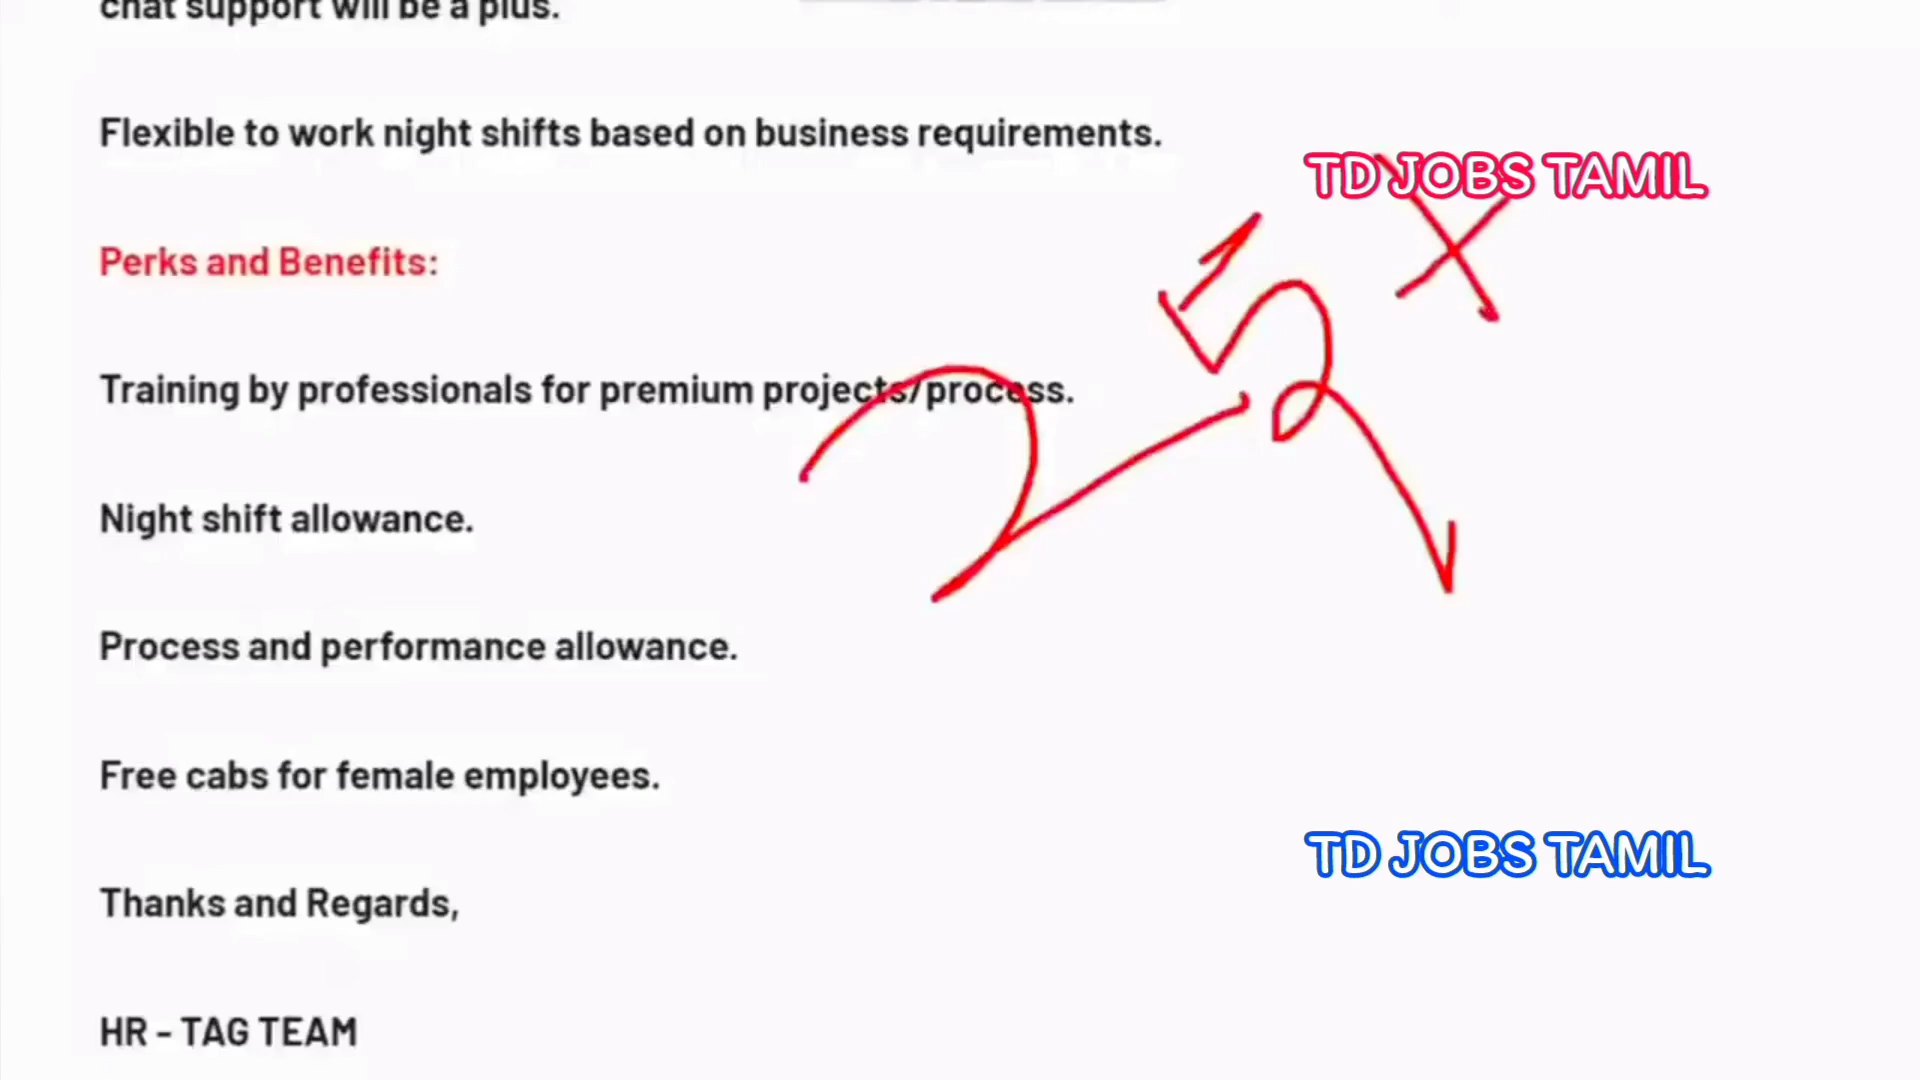 chat support will be a plus.
Flexible to work night shifts based on business requirements.
TD JOBS TAMIL
Perks and Benefits:
Training by professionals for premium projects/process.
Night shift allowance.
Process and performance allowance.
Free cabs for female employees.
TD JOBS TAMIL
Thanks and Regards,
HR - TAG TEAM